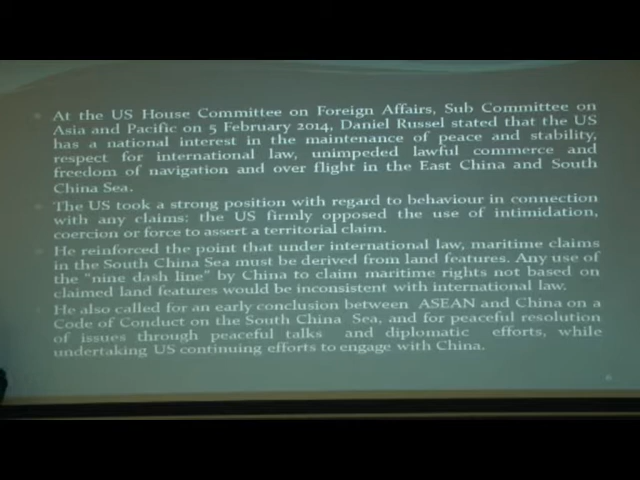 At the US House Committee on Foreign Affairs, Sub Committee on
Asia and Pacific on 5 February 2014, Daniel Russel stated that the US
has a national interest in the maintenance of peace and stability,
respect for international law, unimpeded lawful commerce and
freedom of navigation and over flight in the East China and South
China Sea.
The US took a strong position with regard to behaviour in connection
with any claims: the US firmly opposed the use of intimidation,
coercion or force to assert a territorial claim.
He reinforced the point that under international law, maritime claims
in the South China Sea must be derived from land features. Any use of
the "nine dash line" by China to claim maritime rights not based on
claimed land features would be inconsistent with international law.
He also called for an early conclusion between ASEAN and China on a
Code of Conduct on the South China Sea, and for peaceful resolution
of issues through peaceful talks and diplomatic efforts, while
undertaking US continuing efforts to engage with China.